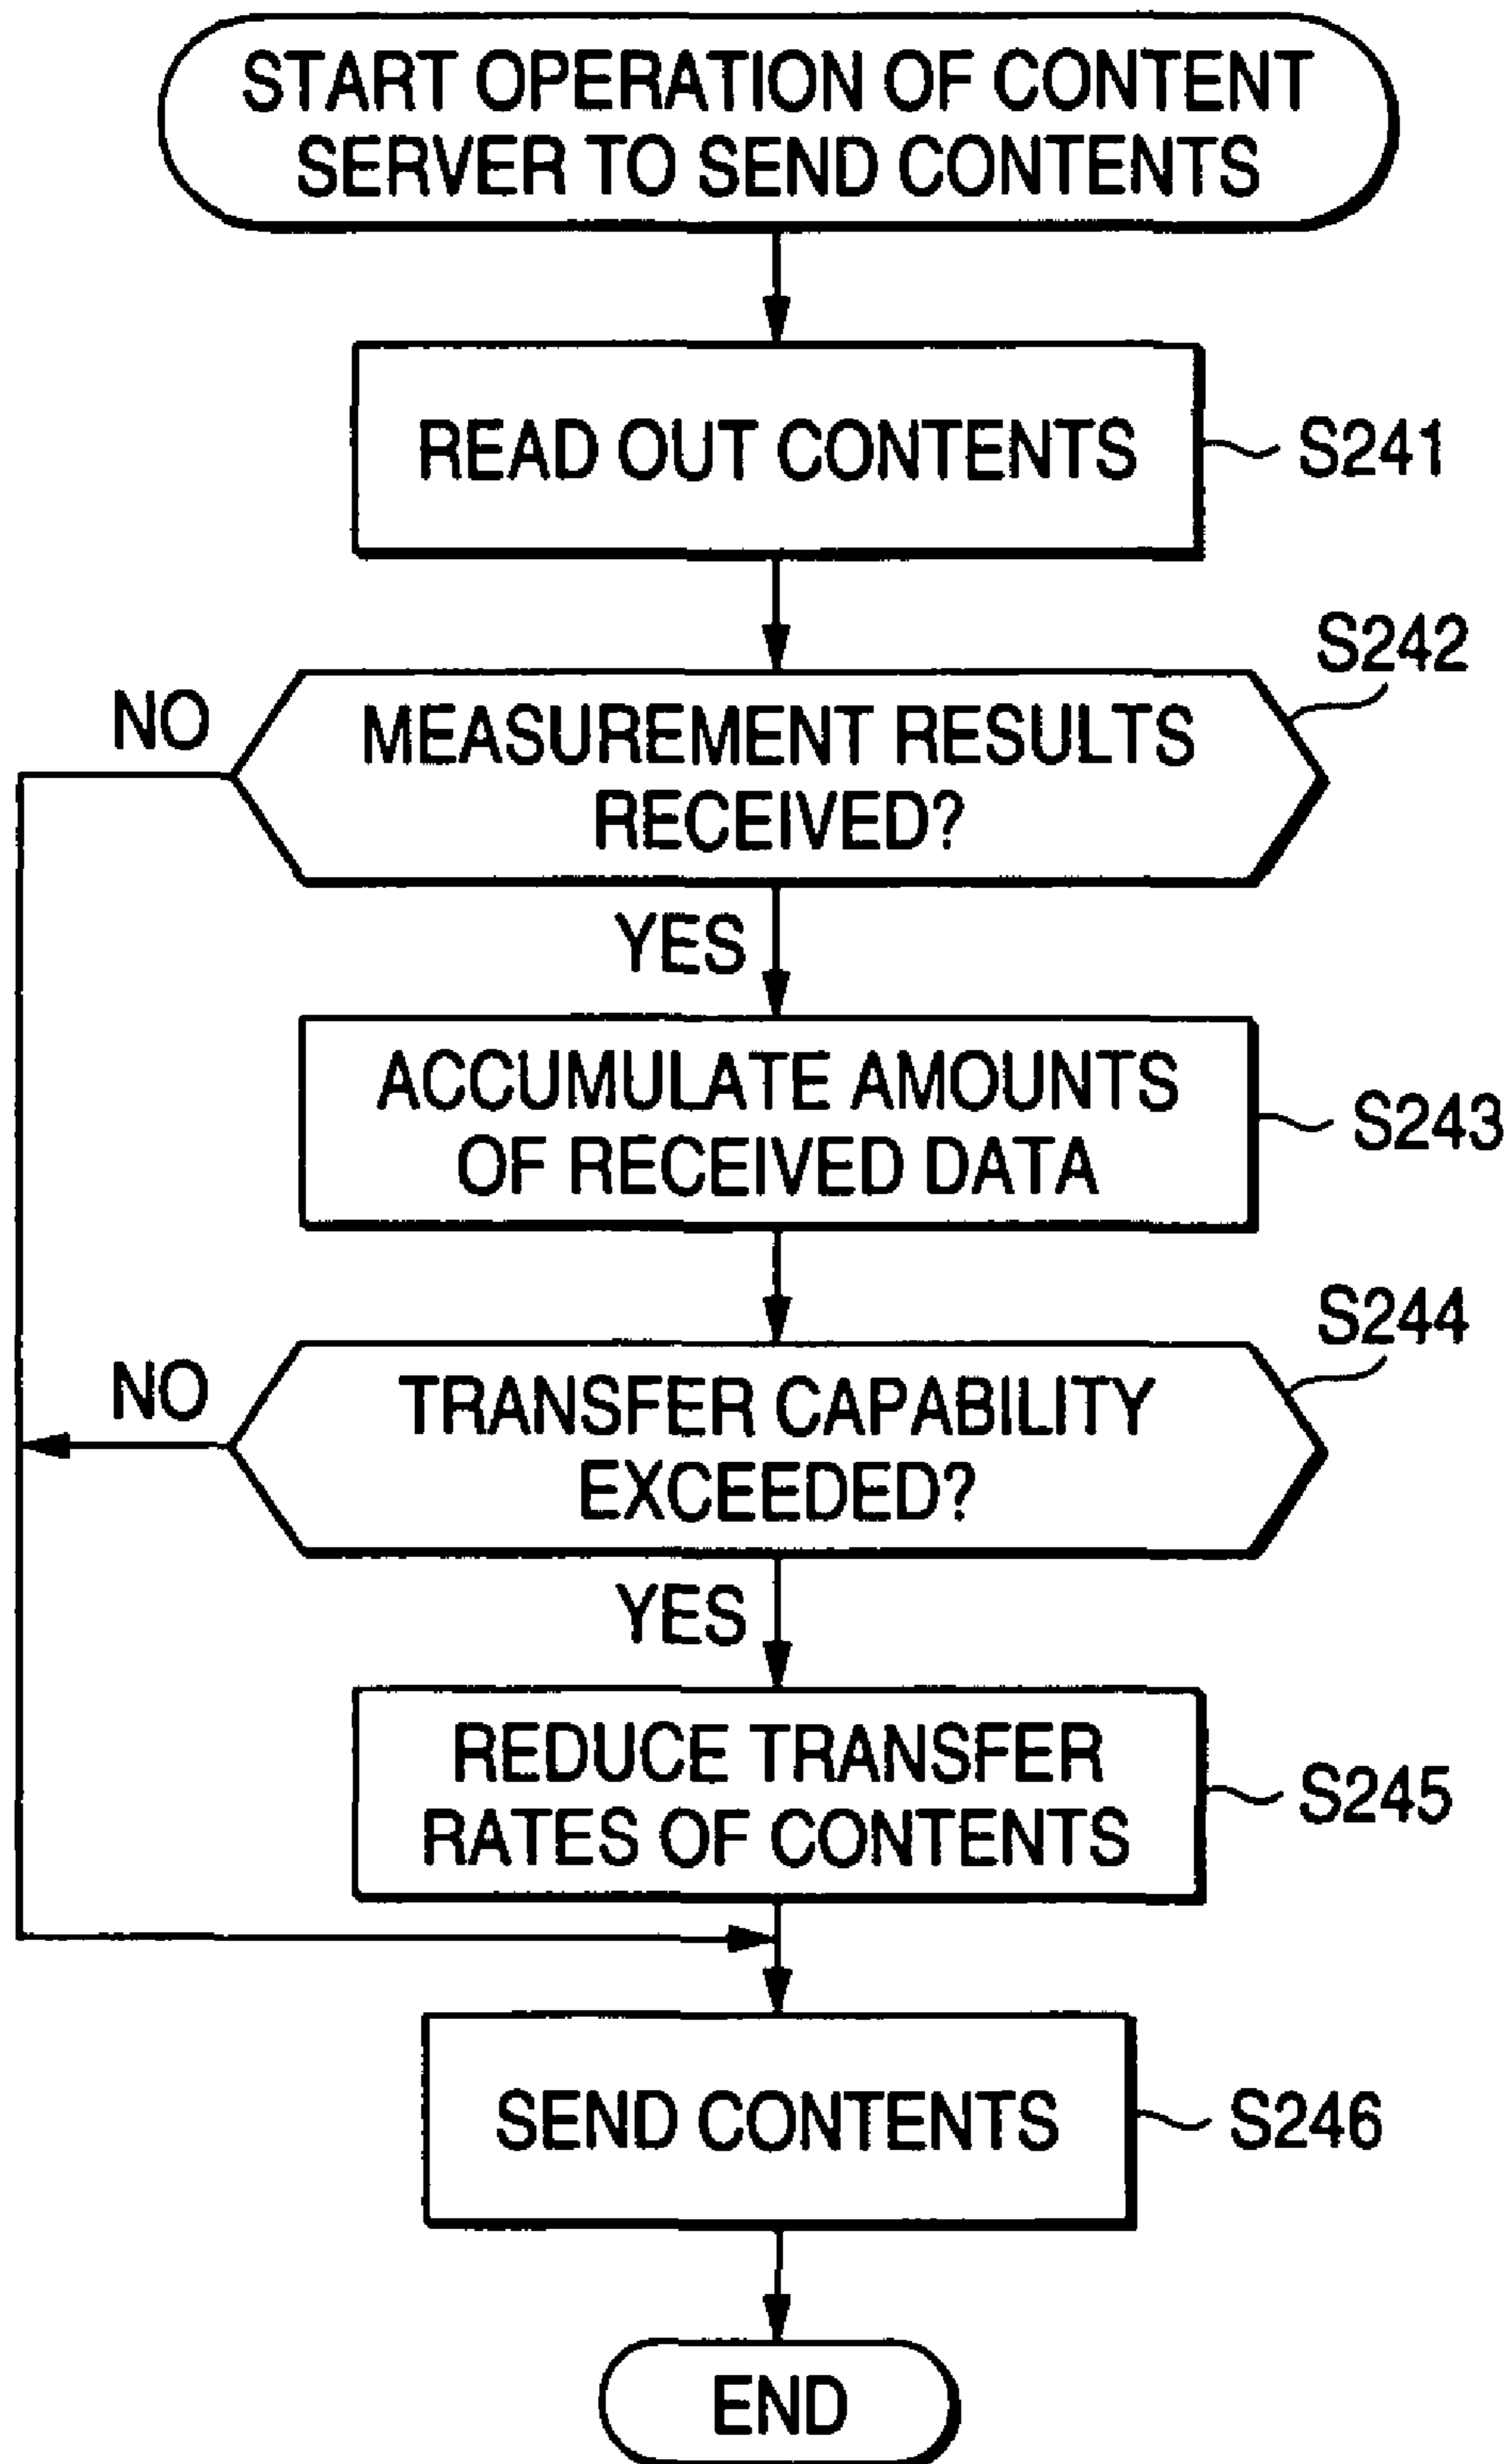 START OPERATION OF CONTENT
SERVER TO SEND CONTENTS
READ OUT CONTENTS
S241
S242
NO
MEASUREMENT RESULTS
RECEIVED?
YES
ACCUMULATE AMOUNTS
OF RECEIVED DATA
S243
S244
NO
TRANSFER CAPABILITY
EXCEEDED?
YES
REDUCE TRANSFER
RATES OF CONTENTS
S245
SEND CONTENTS
S246
END